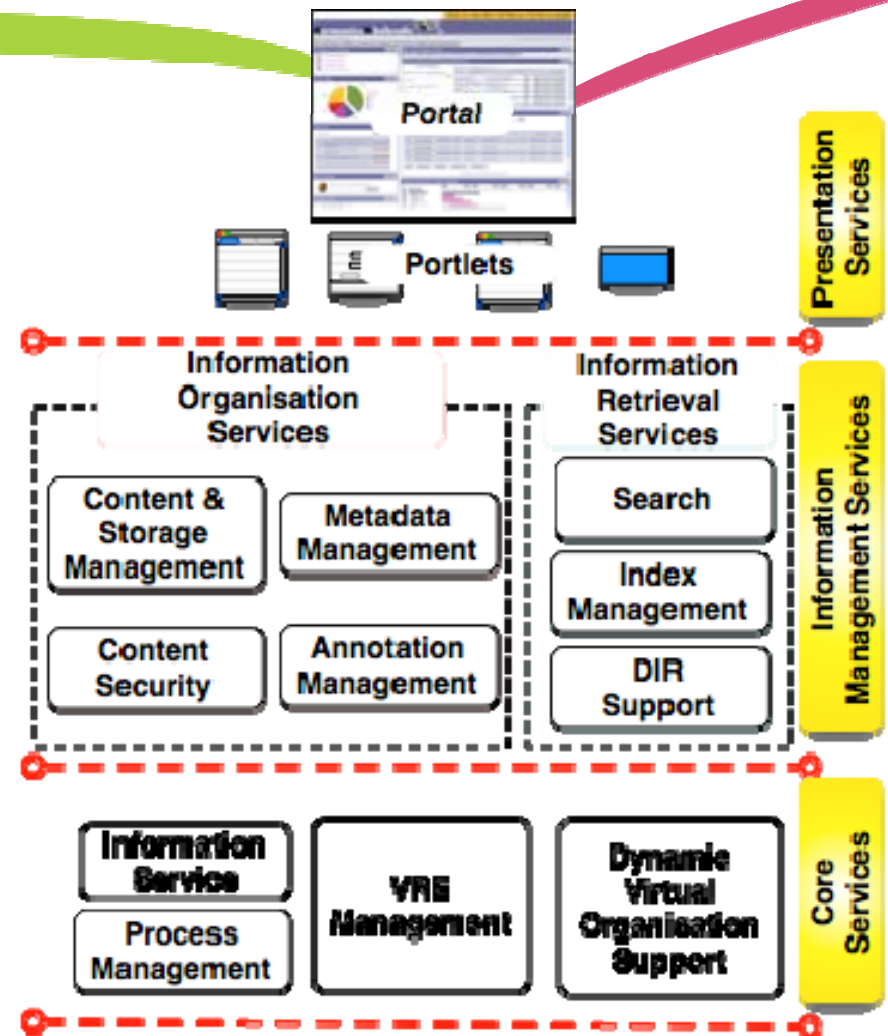 Portal
Portlets
Presentation
Services
Information
Organisation
Services
Content &
Storage
Management
Metadata
Management
Content
Security
Annotation
Management
Information
Retrieval
Services
Search
Index
Management
DIR
Support
Information
Management Services
Information
Service
Process
Management
VRE
Management
Dynamic
Virtual
Organisation
Support
Core
Services